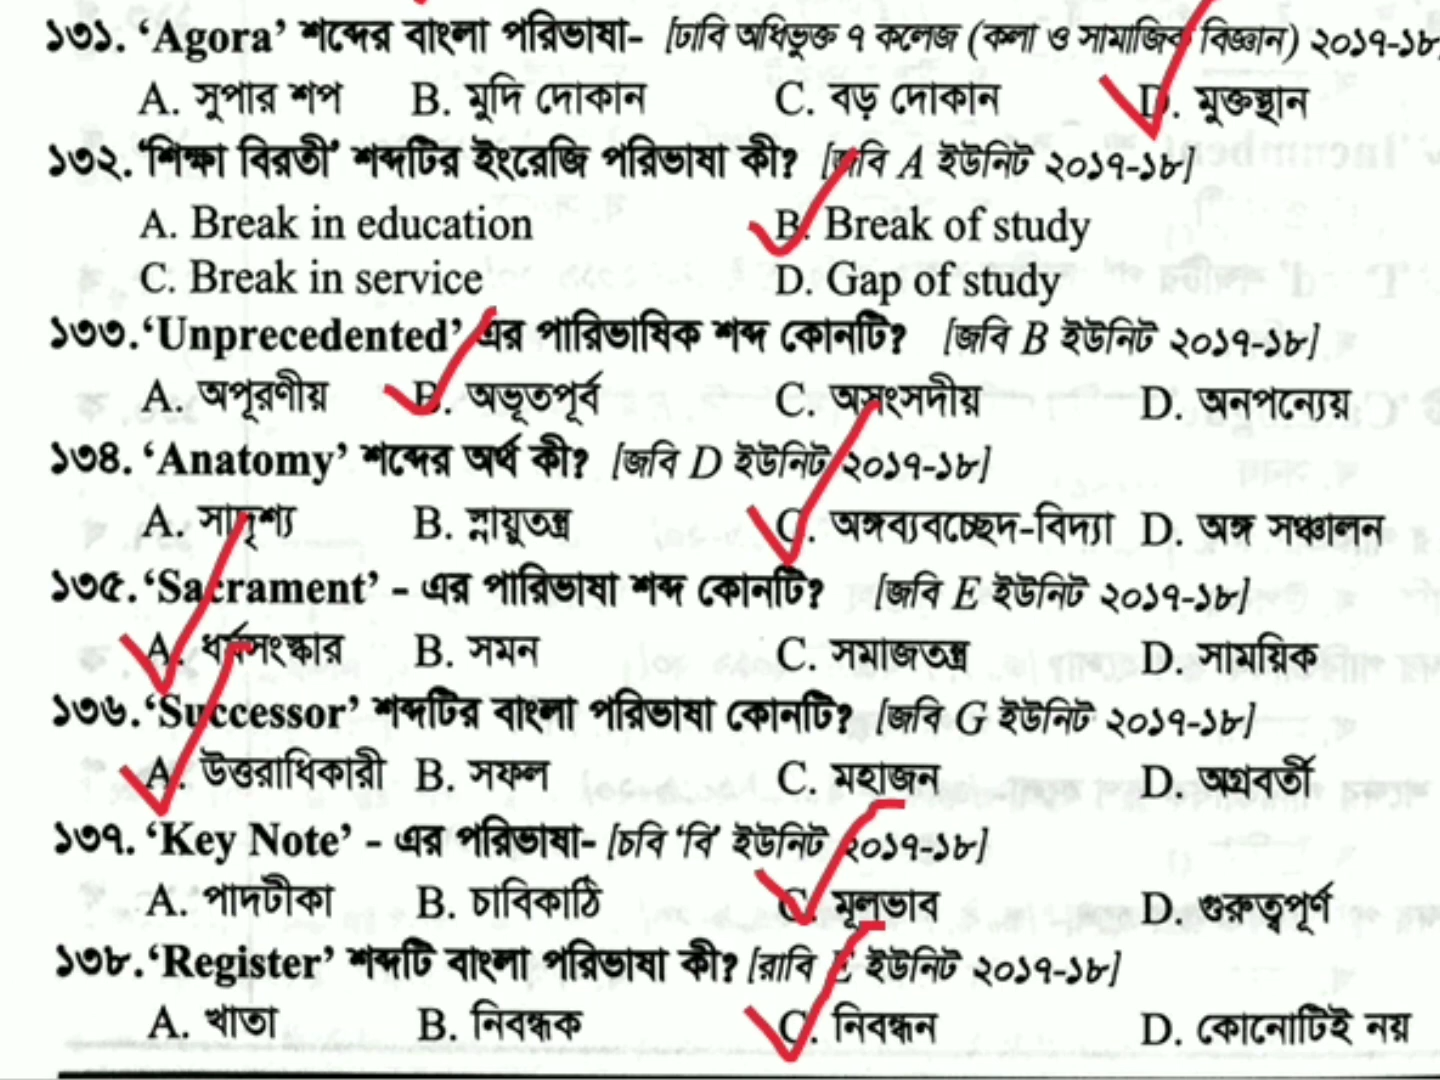 ১৩১. ‘Agora’ শব্দের বাংলা পরিভাষা- [ঢাবি অধিভুক্ত ৭ কলেজ (কলা ও সামাজিক বিজ্ঞান) ২০১৭-১৮]
A. সুপার শপ B. মুদি দোকান C. বড় দোকান D. মুক্তস্থান
১৩২. ‘শিক্ষা বিরতী’ শব্দটির ইংরেজি পরিভাষা কী? [জবি A ইউনিট ২০১৭-১৮]
A. Break in education B. Break of study
C. Break in service D. Gap of study
১৩৩. ‘Unprecedented’ এর পারিভাষিক শব্দ কোনটি? [জবি B ইউনিট ২০১৭-১৮]
A. অপূরণীয় B. অভূতপূর্ব C. অসংসদীয় D. অনপন্যেয়
১৩৪. ‘Anatomy’ শব্দের অর্থ কী? [জবি D ইউনিট ২০১৭-১৮]
A. সাদৃশ্য B. স্নায়ুতন্ত্র C. অঙ্গব্যবচ্ছেদ-বিদ্যা D. অঙ্গ সঞ্চালন
১৩৫. ‘Sacrament’ - এর পারিভাষা শব্দ কোনটি? [জবি E ইউনিট ২০১৭-১৮]
A. ধর্মসংস্কার B. সমন C. সমাজতন্ত্র D. সাময়িক
১৩৬. ‘Successor’ শব্দটির বাংলা পরিভাষা কোনটি? [জবি G ইউনিট ২০১৭-১৮]
A. উত্তরাধিকারী B. সফল C. মহাজন D. অগ্রবর্তী
১৩৭. ‘Key Note’ - এর পরিভাষা- [চবি ‘বি’ ইউনিট ২০১৭-১৮]
A. পাদটীকা B. চাবিকাঠি C. মূলভাব D. গুরুত্বপূর্ণ
১৩৮. ‘Register’ শব্দটি বাংলা পরিভাষা কী? [রাবি E ইউনিট ২০১৭-১৮]
A. খাতা B. নিবন্ধক C. নিবন্ধন D. কোনোটিই নয়